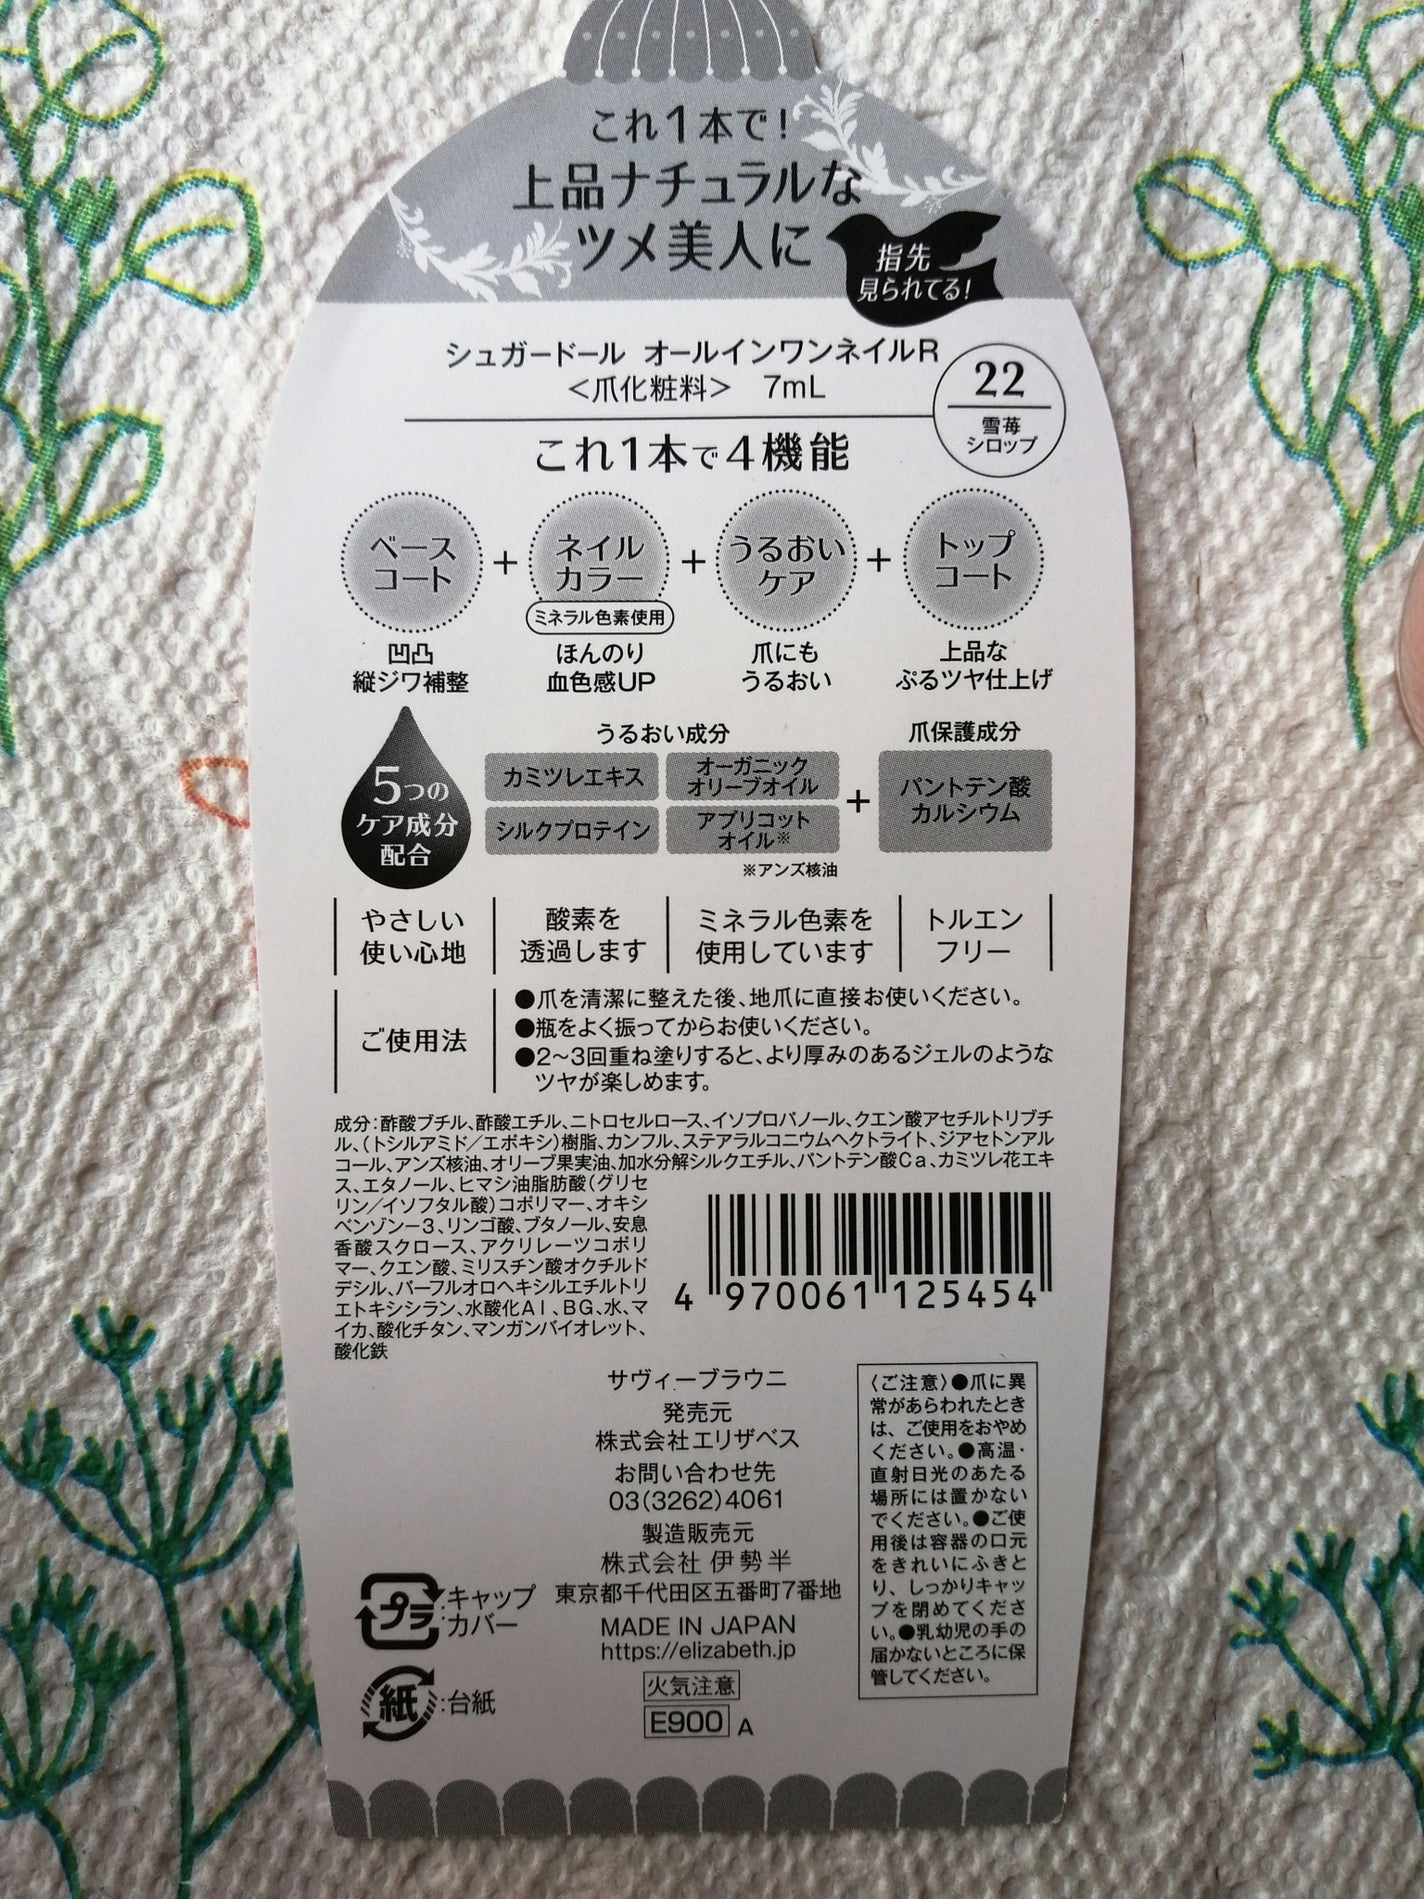 これ1本で!
上品ナチュラルな
ツメ美人に
指先
見られてる!
シュガードール オールインワンネイルR
<爪化粧料> 7mL
22
雪苺
シロップ
これ1本で4機能
ベース
コート
+
ネイル
カラー
ミネラル色素使用
+
うるおい
ケア
+
トップ
コート
凹凸
縦ジワ補整
ほんのり
血色感UP
爪にも
うるおい
上品な
ぷるツヤ仕上げ
5つの
ケア成分
配合
うるおい成分
カミツレエキス
オーガニック
オリーブオイル
シルクプロテイン
アプリコット
オイル※
※アンズ核油
+
爪保護成分
パントテン酸
カルシウム
やさしい
使い心地
酸素を
透過します
ミネラル色素を
使用しています
トルエン
フリー
ご使用法
●爪を清潔に整えた後、地爪に直接お使いください。
●瓶をよく振ってからお使いください。
●2~3回重ね塗りすると、より厚みのあるジェルのような
ツヤが楽しめます。
成分:酢酸ブチル、酢酸エチル、ニトロセルロース、イソプロパノール、クエン酸アセチルトリブチ
ル、(トシルアミド/エポキシ)樹脂、カンフル、ステアラルコニウムヘクトライト、ジアセトンアル
コール、アンズ核油、オリーブ果実油、加水分解シルクエチル、パントテン酸Ca、カミツレ花エキ
ス、エタノール、ヒマシ油脂肪酸(グリセ
リン/イソフタル酸)コポリマー、オキシ
ベンゾン-3、リンゴ酸、ブタノール、安息
香酸スクロース、アクリレーツコポリ
マー、クエン酸、ミリスチン酸オクチルド
デシル、パーフルオロヘキシルエチルトリ
エトキシシラン、水酸化Al、BG、水、マ
イカ、酸化チタン、マンガンバイオレット、
酸化鉄
4 970061 125454
サヴィーブラウニ
発売元
株式会社エリザベス
お問い合わせ先
03(3262)4061
製造販売元
株式会社 伊勢半
東京都千代田区五番町7番地
MADE IN JAPAN
https://elizabeth.jp
火気注意
E900 A
プラ
:キャップ
カバー
紙
:台紙
〈ご注意〉●爪に異
常があらわれたとき
は、ご使用をおやめ
ください。●高温・
直射日光のあたる
場所には置かない
でください。●ご使
用後は容器の口元
をきれいにふきと
り、しっかりキャッ
プを閉めてくださ
い。●乳幼児の手の
届かないところに保
管してください。